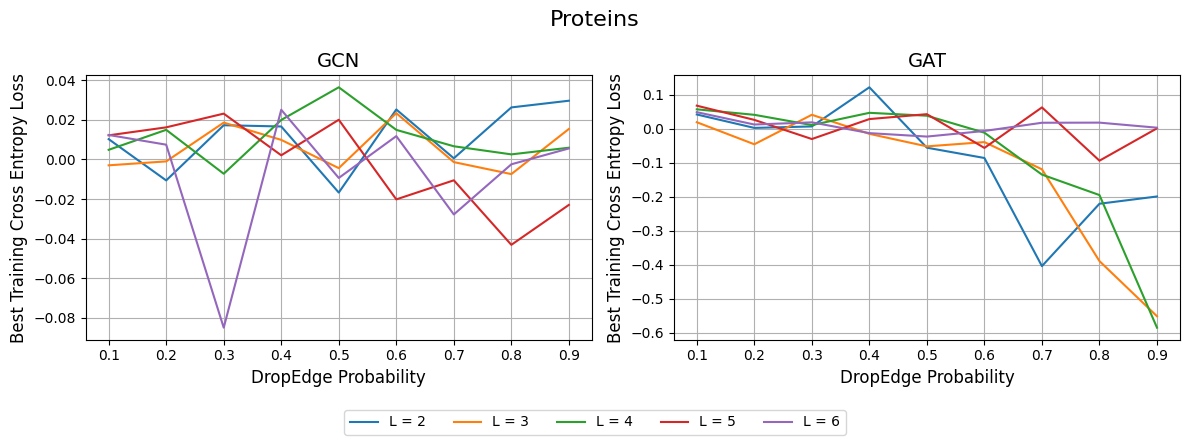 Proteins
GCN
Best Training Cross Entropy Loss
0.04
0.02
0.00
−0.02
−0.04
−0.06
−0.08
0.1 0.2 0.3 0.4 0.5 0.6 0.7 0.8 0.9
DropEdge Probability
GAT
Best Training Cross Entropy Loss
0.1
0.0
−0.1
−0.2
−0.3
−0.4
−0.5
−0.6
0.1 0.2 0.3 0.4 0.5 0.6 0.7 0.8 0.9
DropEdge Probability
L = 2 L = 3 L = 4 L = 5 L = 6